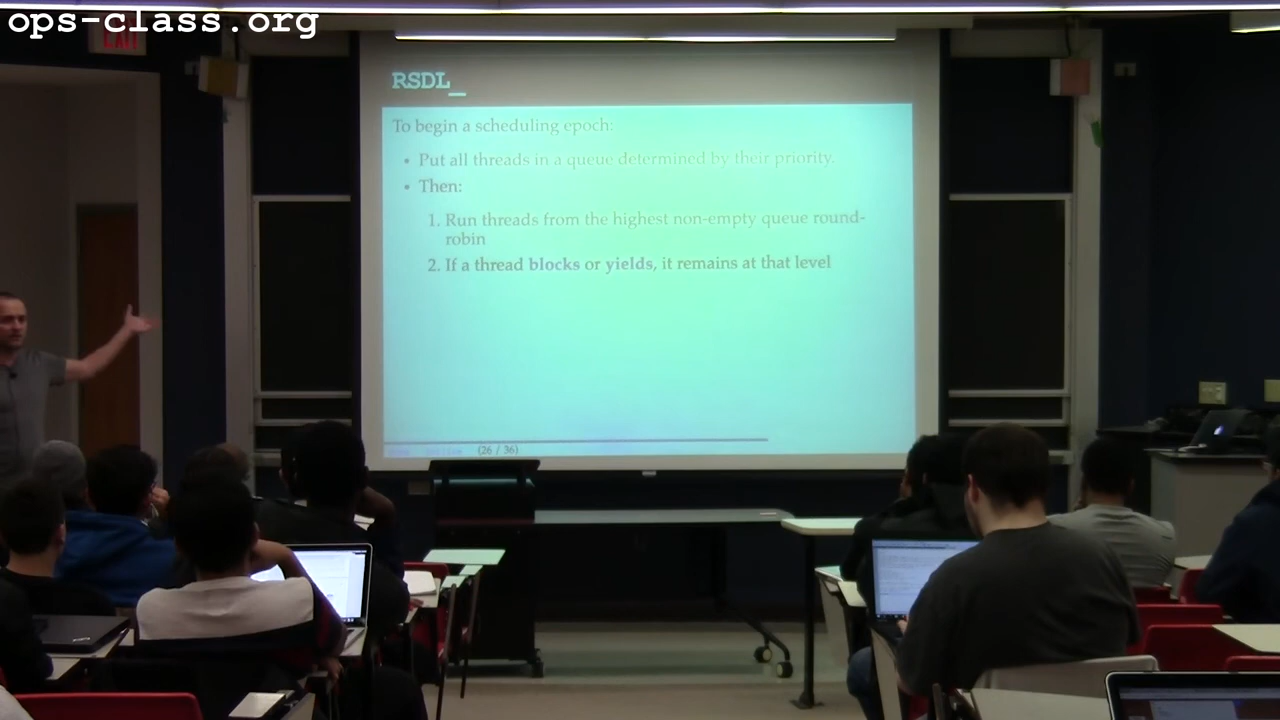 ops-class.org
EXIT
RSDL_
To begin a scheduling epoch:
• Put all threads in a queue determined by their priority.
• Then:
1. Run threads from the highest non-empty queue round-
robin
2. If a thread blocks or yields, it remains at that level
(26 / 36)